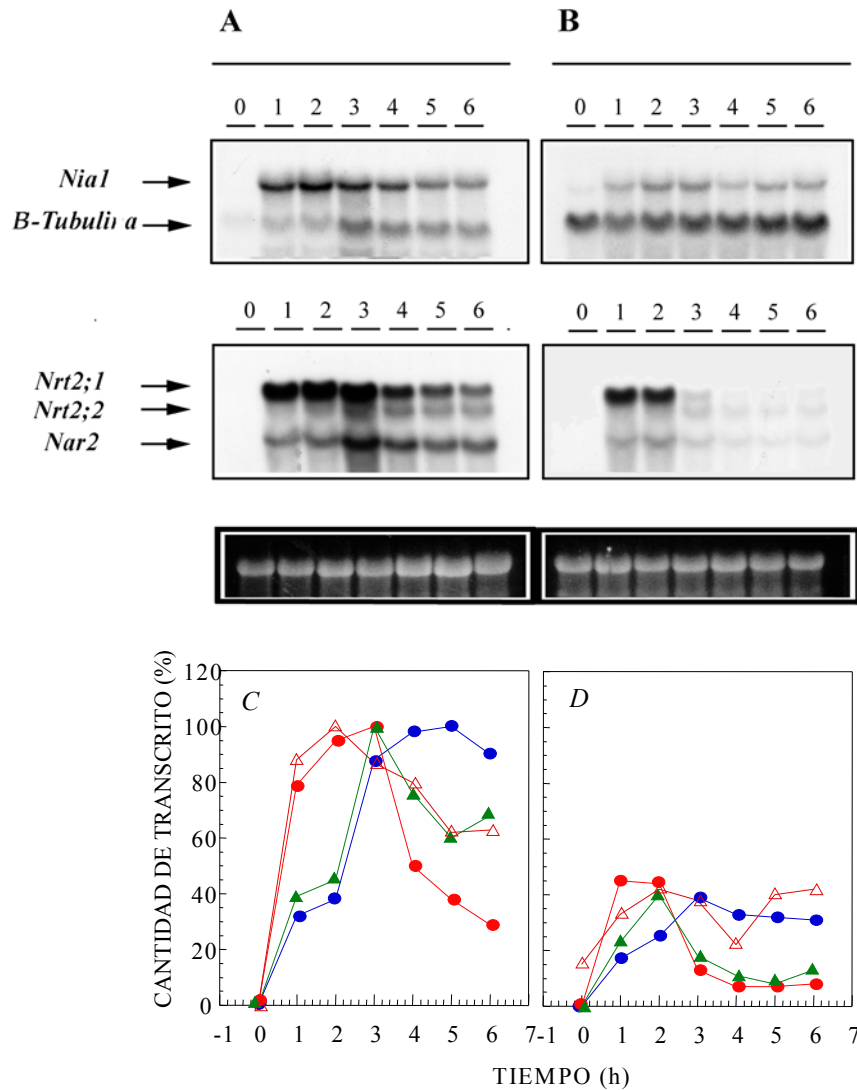 A B
0 1 2 3 4 5 6 0 1 2 3 4 5 6
Nia1
B-Tubulina
0 1 2 3 4 5 6 0 1 2 3 4 5 6
Nrt2;1
Nrt2;2
Nar2
CANTIDAD DE TRANSCRITO (%)
120
100
80
60
40
20
0
C D
-1 0 1 2 3 4 5 6 7 -1 0 1 2 3 4 5 6 7
TIEMPO (h)